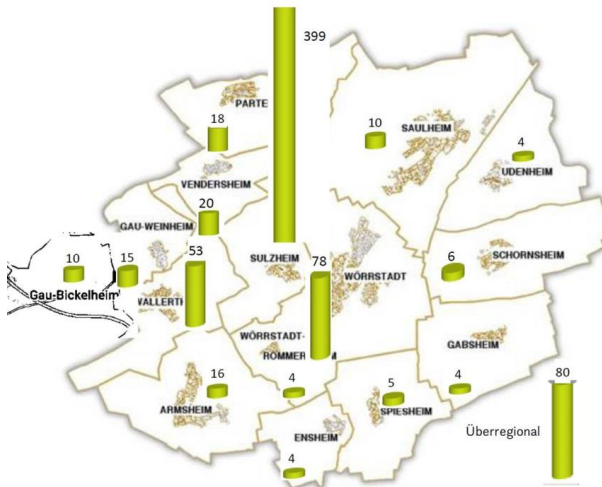 399
PARTE
18
10
SAULHEIM
4
UDENHEIM
VENDERSHEIM
20
GAU-WEINHEIM
53
SULZHEIM
78
WÖRRSTADT
6
SCHORNSHEIM
10
15
Gau-Bickelheim
WALLERTH
WÖRRSTADT-
ROMMER
M
GABSHEIM
16
4
5
4
80
ARMSHEIM
SPIESHEIM
ENSHEIM
Überregional
4